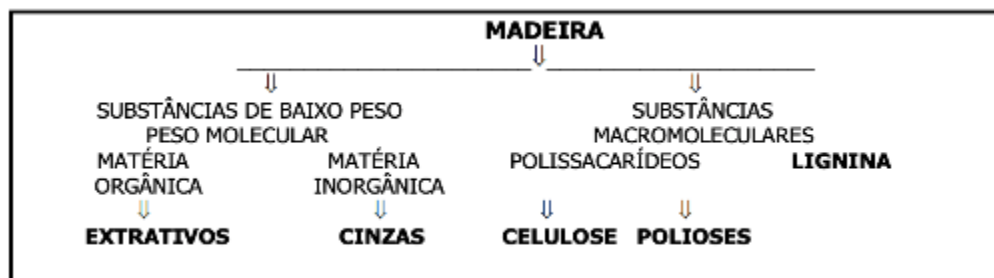 MADEIRA
SUBSTÂNCIAS DE BAIXO PESO SUBSTÂNCIAS
PESO MOLECULAR MACROMOLECULARES
MATÉRIA MATÉRIA POLISSACARÍDEOS LIGNINA
ORGÂNICA INORGÂNICA
EXTRATIVOS CINZAS CELULOSE POLIOSES